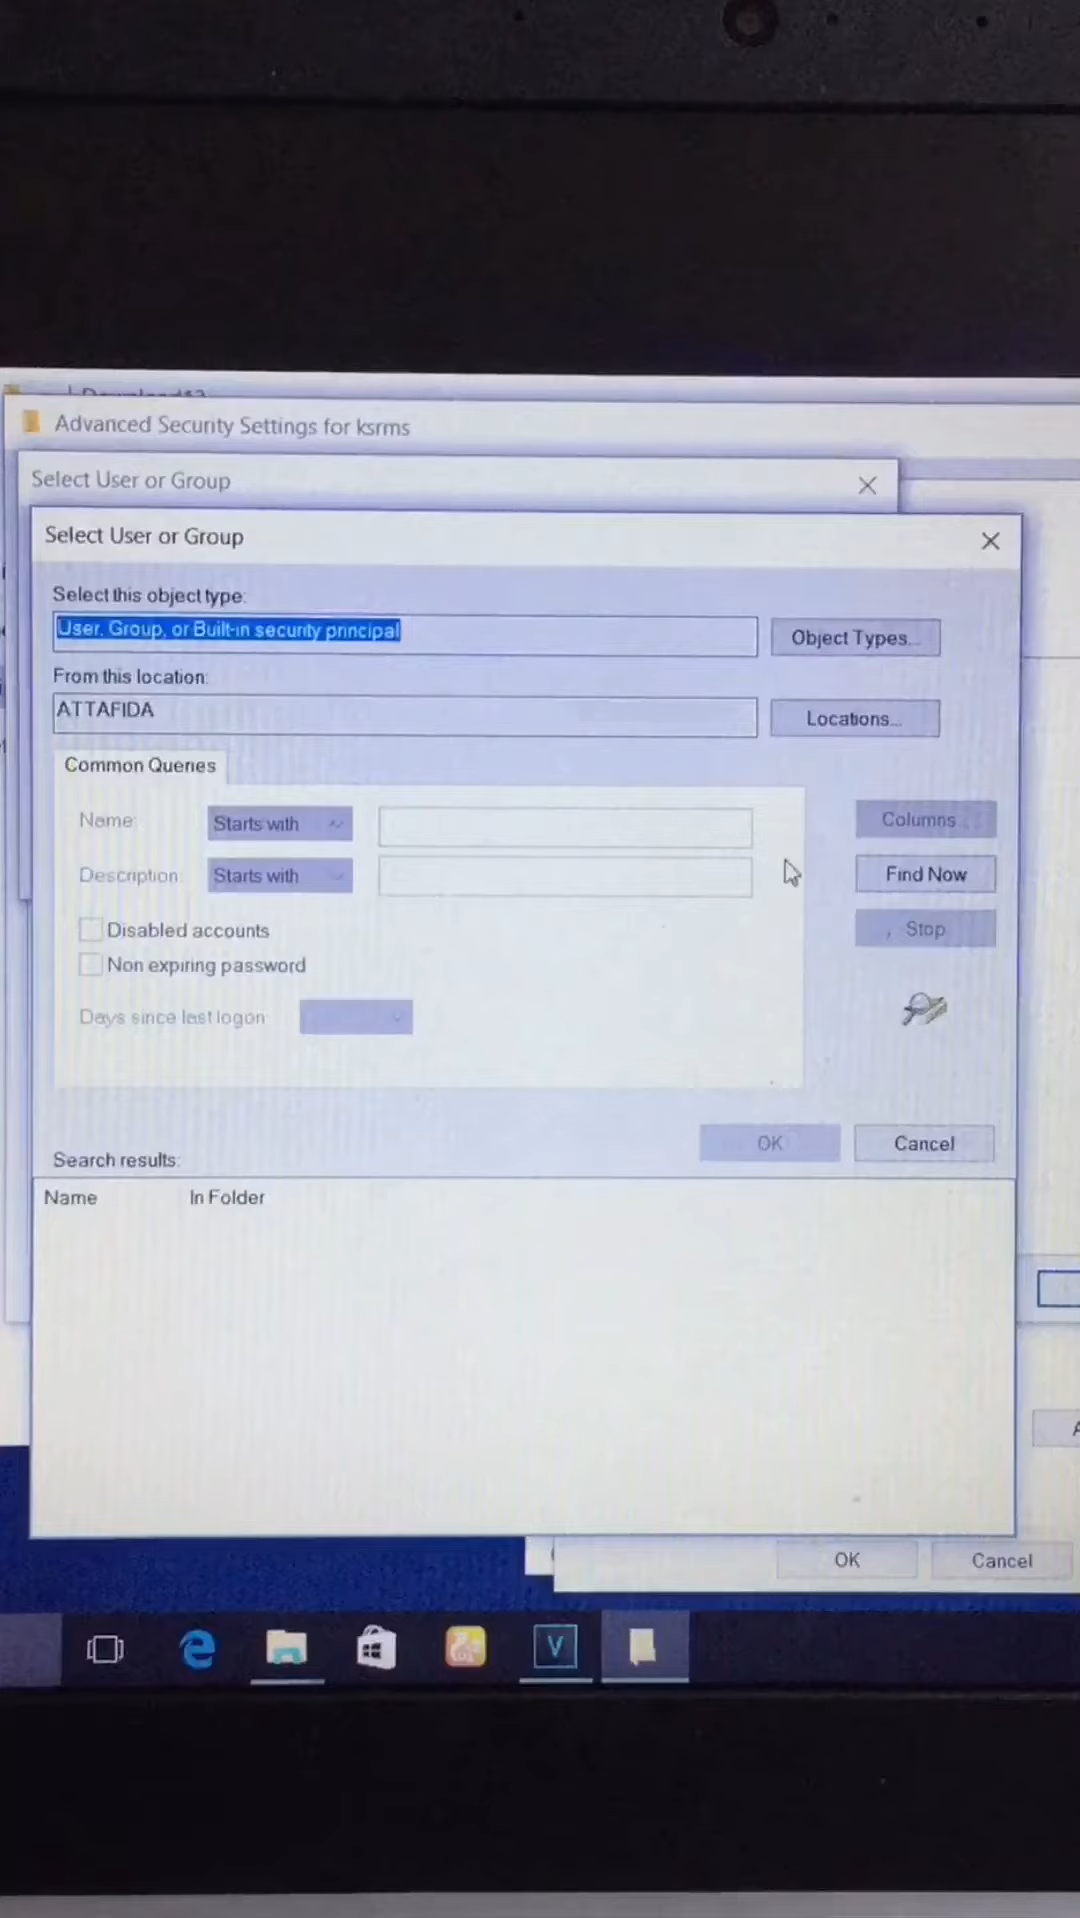 Advanced Security Settings for ksrms
Select User or Group
Select User or Group
Select this object type:
User, Group, or Built-in security principal
Object Types...
From this location:
ATTAFIDA
Locations...
Common Queries
Name:
Starts with
Columns...
Description:
Starts with
Find Now
Disabled accounts
Stop
Non expiring password
Days since last logon:
OK
Cancel
Search results:
Name
In Folder
OK
Cancel
V